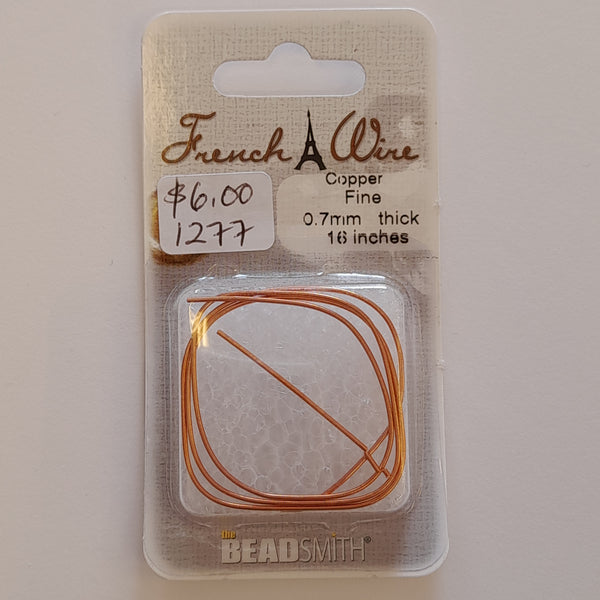 French Wire
Copper
Fine
0.7mm thick
16 inches
$6.00
1277
the
BEADSMITH®